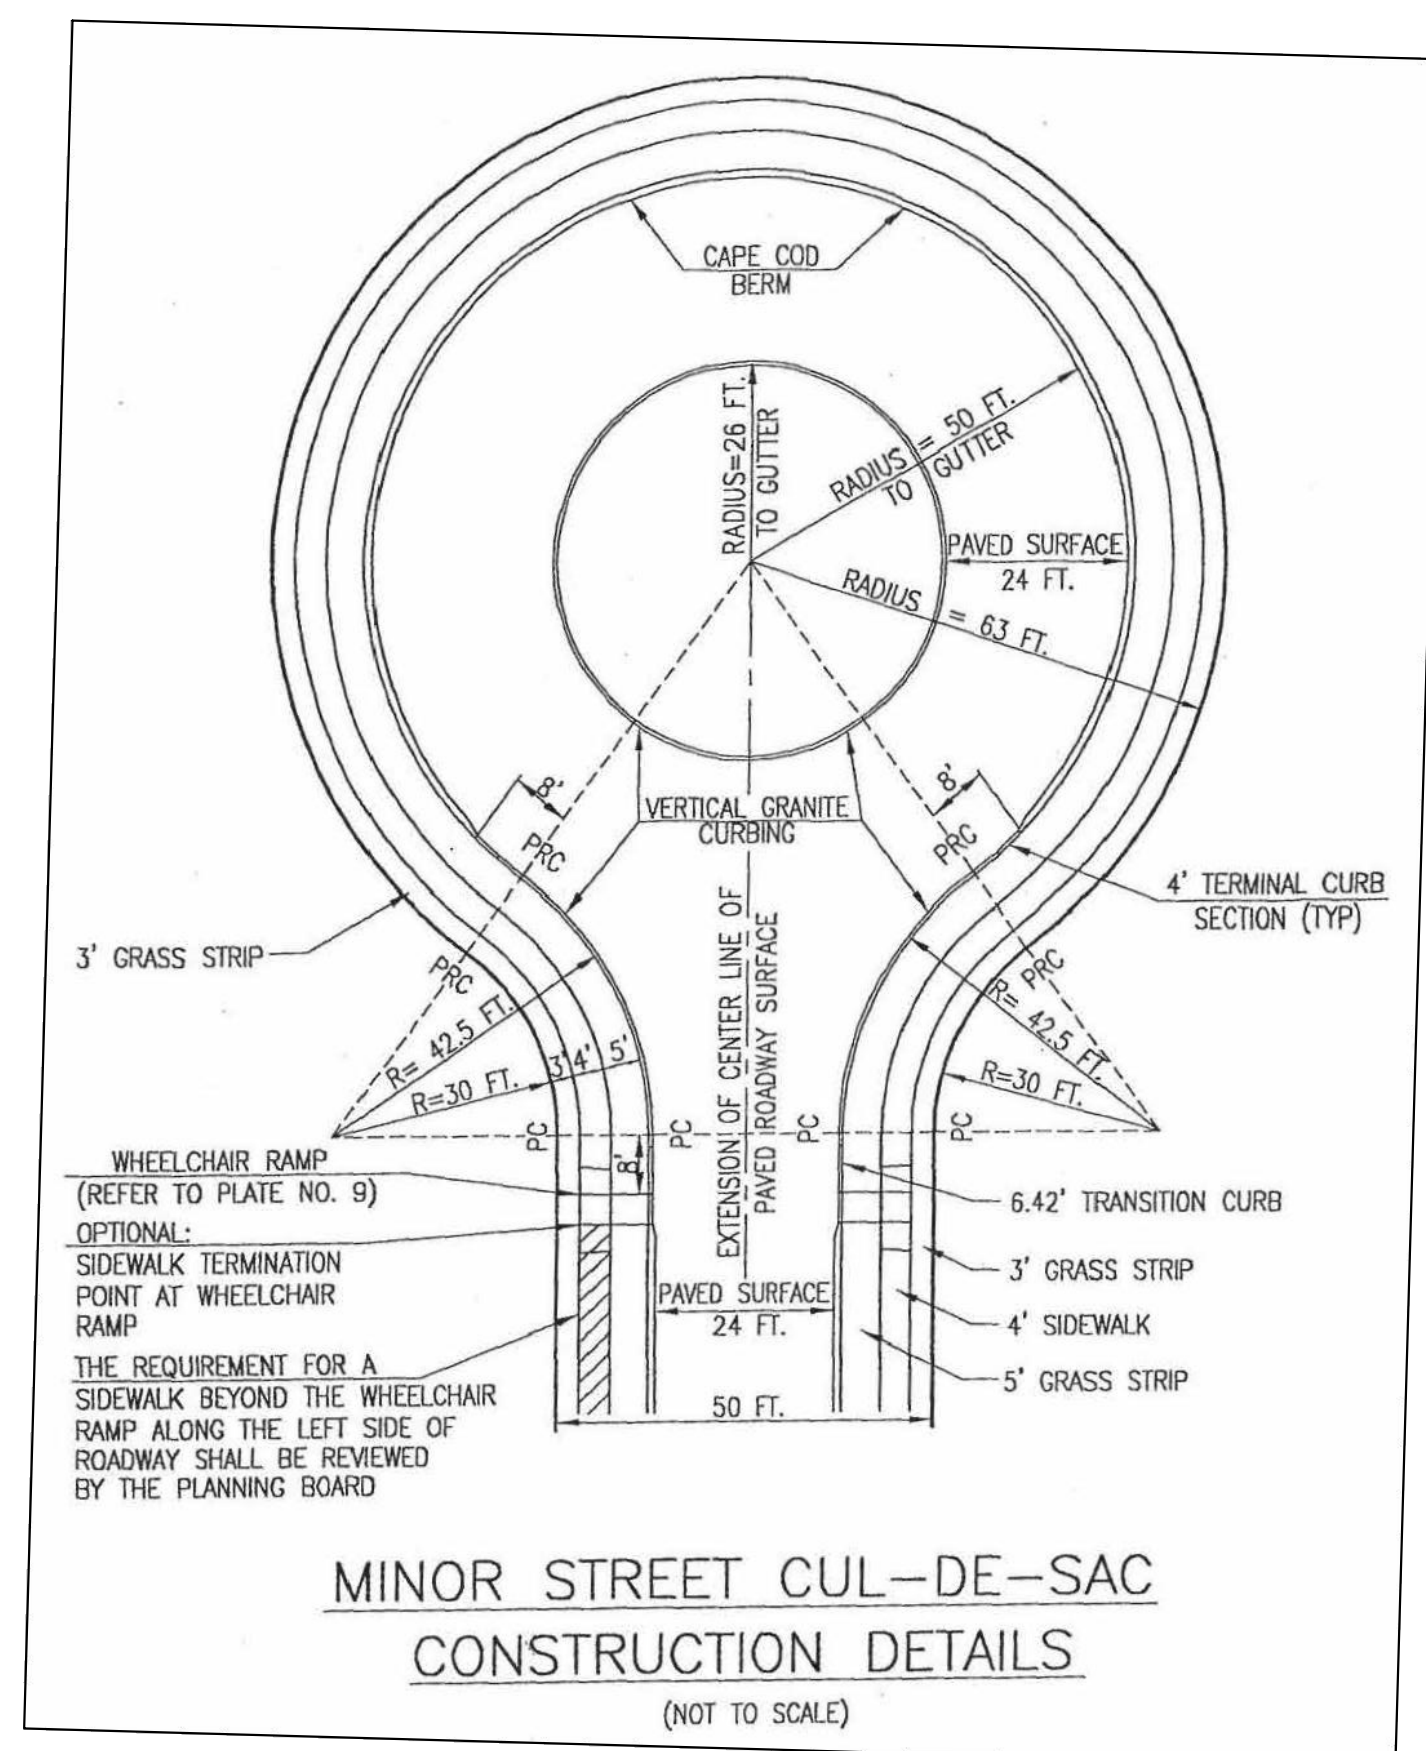 CAPE COD
BERM
RADIUS=26 FT.
TO GUTTER
RADIUS = 50 FT.
TO GUTTER
PAVED SURFACE
24 FT.
RADIUS = 63 FT.
8'
8'
VERTICAL GRANITE
CURBING
PRC
PRC
4' TERMINAL CURB
SECTION (TYP)
3' GRASS STRIP
PRC
PRC
EXTENSION OF CENTER LINE OF
PAVED ROADWAY SURFACE
R= 42.5 FT.
R= 42.5 FT.
3' 4' 5'
R=30 FT.
R=30 FT.
PC
PC
PC
PC
8'
WHEELCHAIR RAMP
(REFER TO PLATE NO. 9)
6.42' TRANSITION CURB
OPTIONAL:
SIDEWALK TERMINATION
POINT AT WHEELCHAIR
RAMP
3' GRASS STRIP
PAVED SURFACE
24 FT.
4' SIDEWALK
THE REQUIREMENT FOR A
SIDEWALK BEYOND THE WHEELCHAIR
RAMP ALONG THE LEFT SIDE OF
ROADWAY SHALL BE REVIEWED
BY THE PLANNING BOARD
5' GRASS STRIP
50 FT.
MINOR STREET CUL-DE-SAC
CONSTRUCTION DETAILS
(NOT TO SCALE)